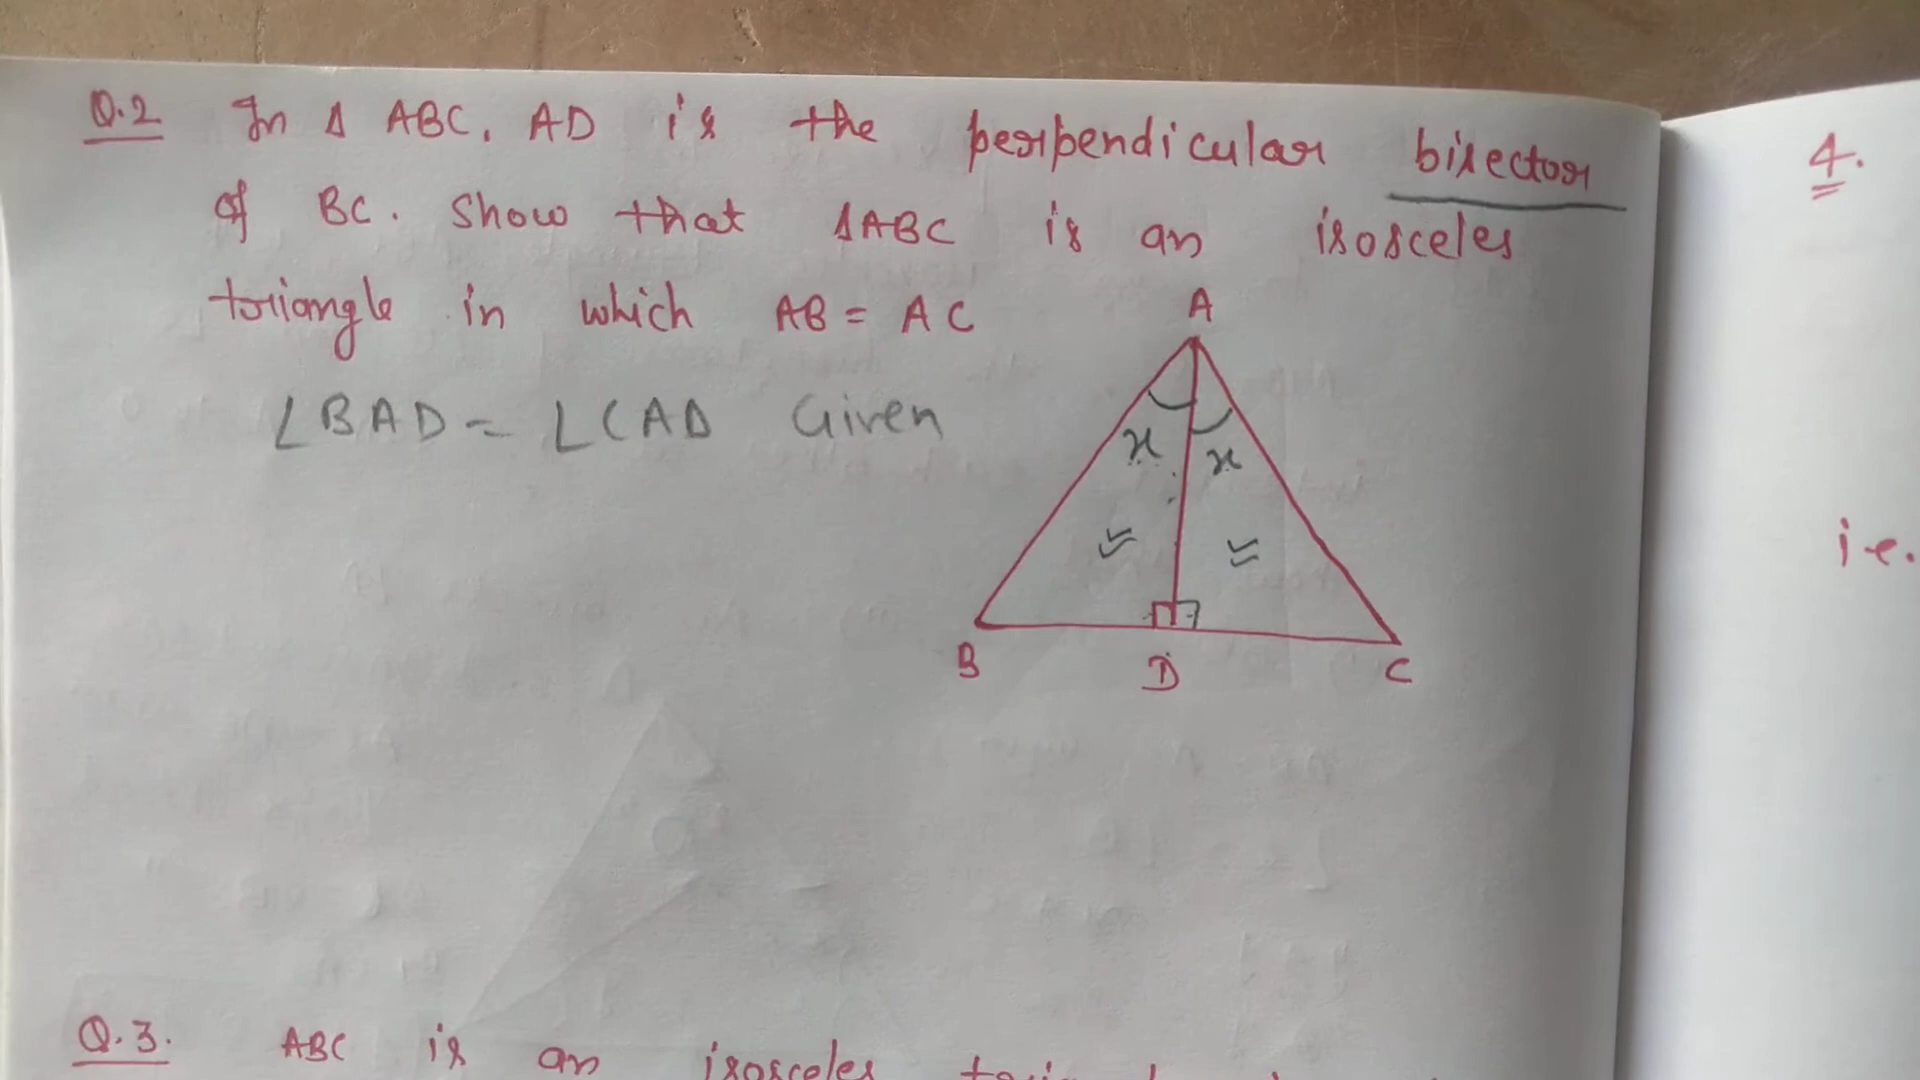 Q.2 In Δ ABC, AD is the perpendicular bisector
of BC. Show that ΔABC is an isosceles
triangle in which AB = AC
∠BAD = ∠CAD Given
A
x x
B D C
Q.3. ABC is an isosceles
4.
i.e.